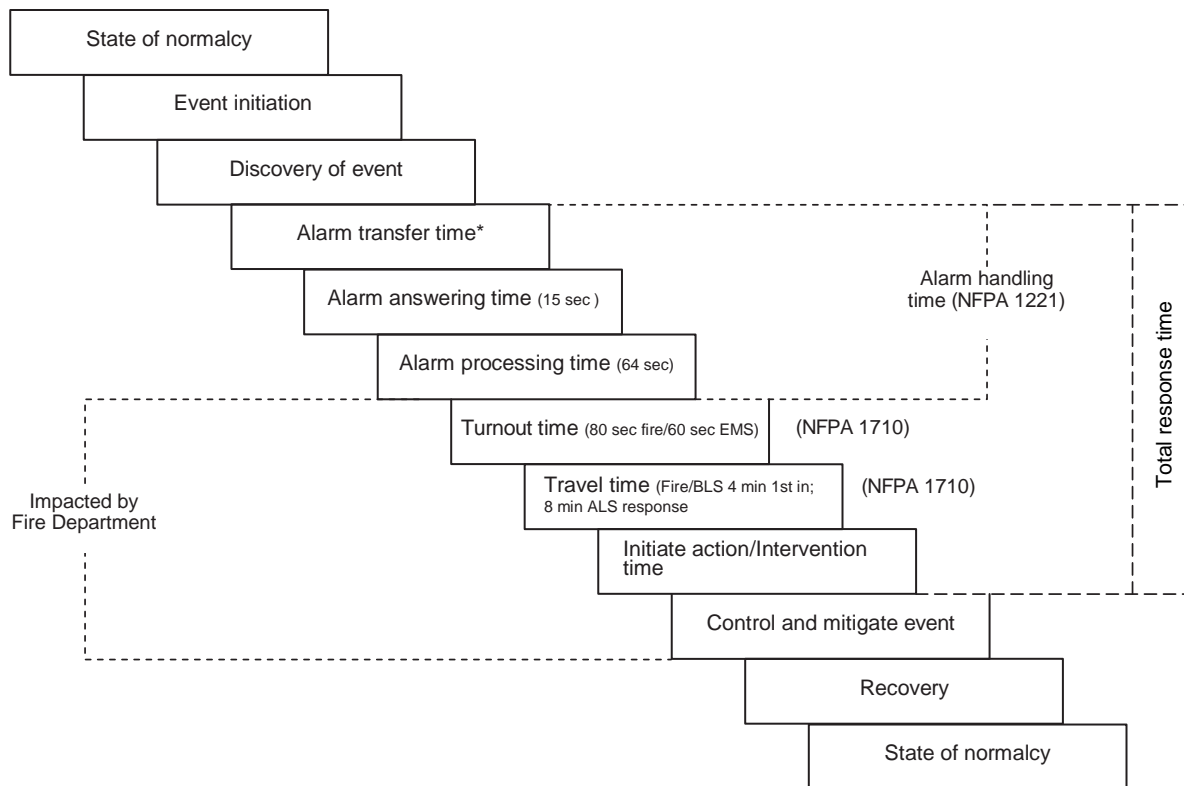 State of normalcy
Event initiation
Discovery of event
Alarm transfer time*
Alarm handling
time (NFPA 1221)
Alarm answering time (15 sec )
Alarm processing time (64 sec)
Turnout time (80 sec fire/60 sec EMS)
(NFPA 1710)
Travel time (Fire/BLS 4 min 1st in;
8 min ALS response
(NFPA 1710)
Impacted by
Fire Department
Initiate action/Intervention
time
Total response time
Control and mitigate event
Recovery
State of normalcy